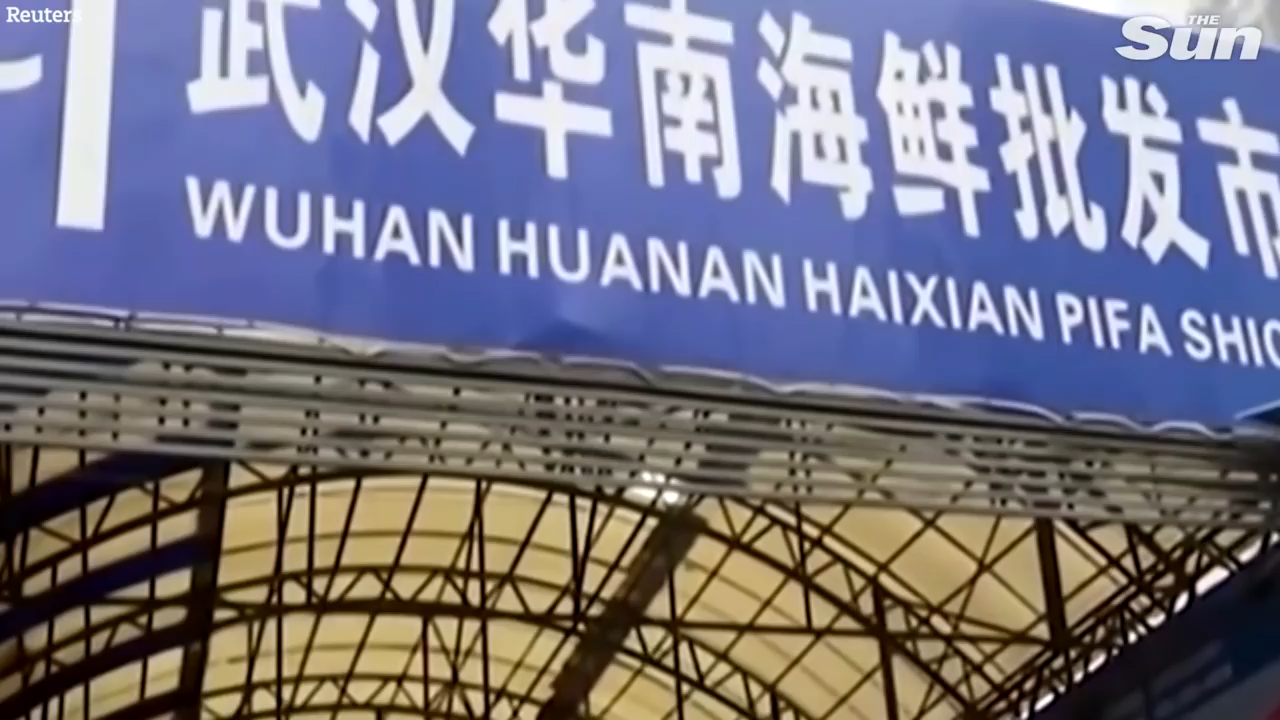 Reuters
THE
Sun
武汉华南海鲜批发市
WUHAN HUANAN HAIXIAN PIFA SHIC